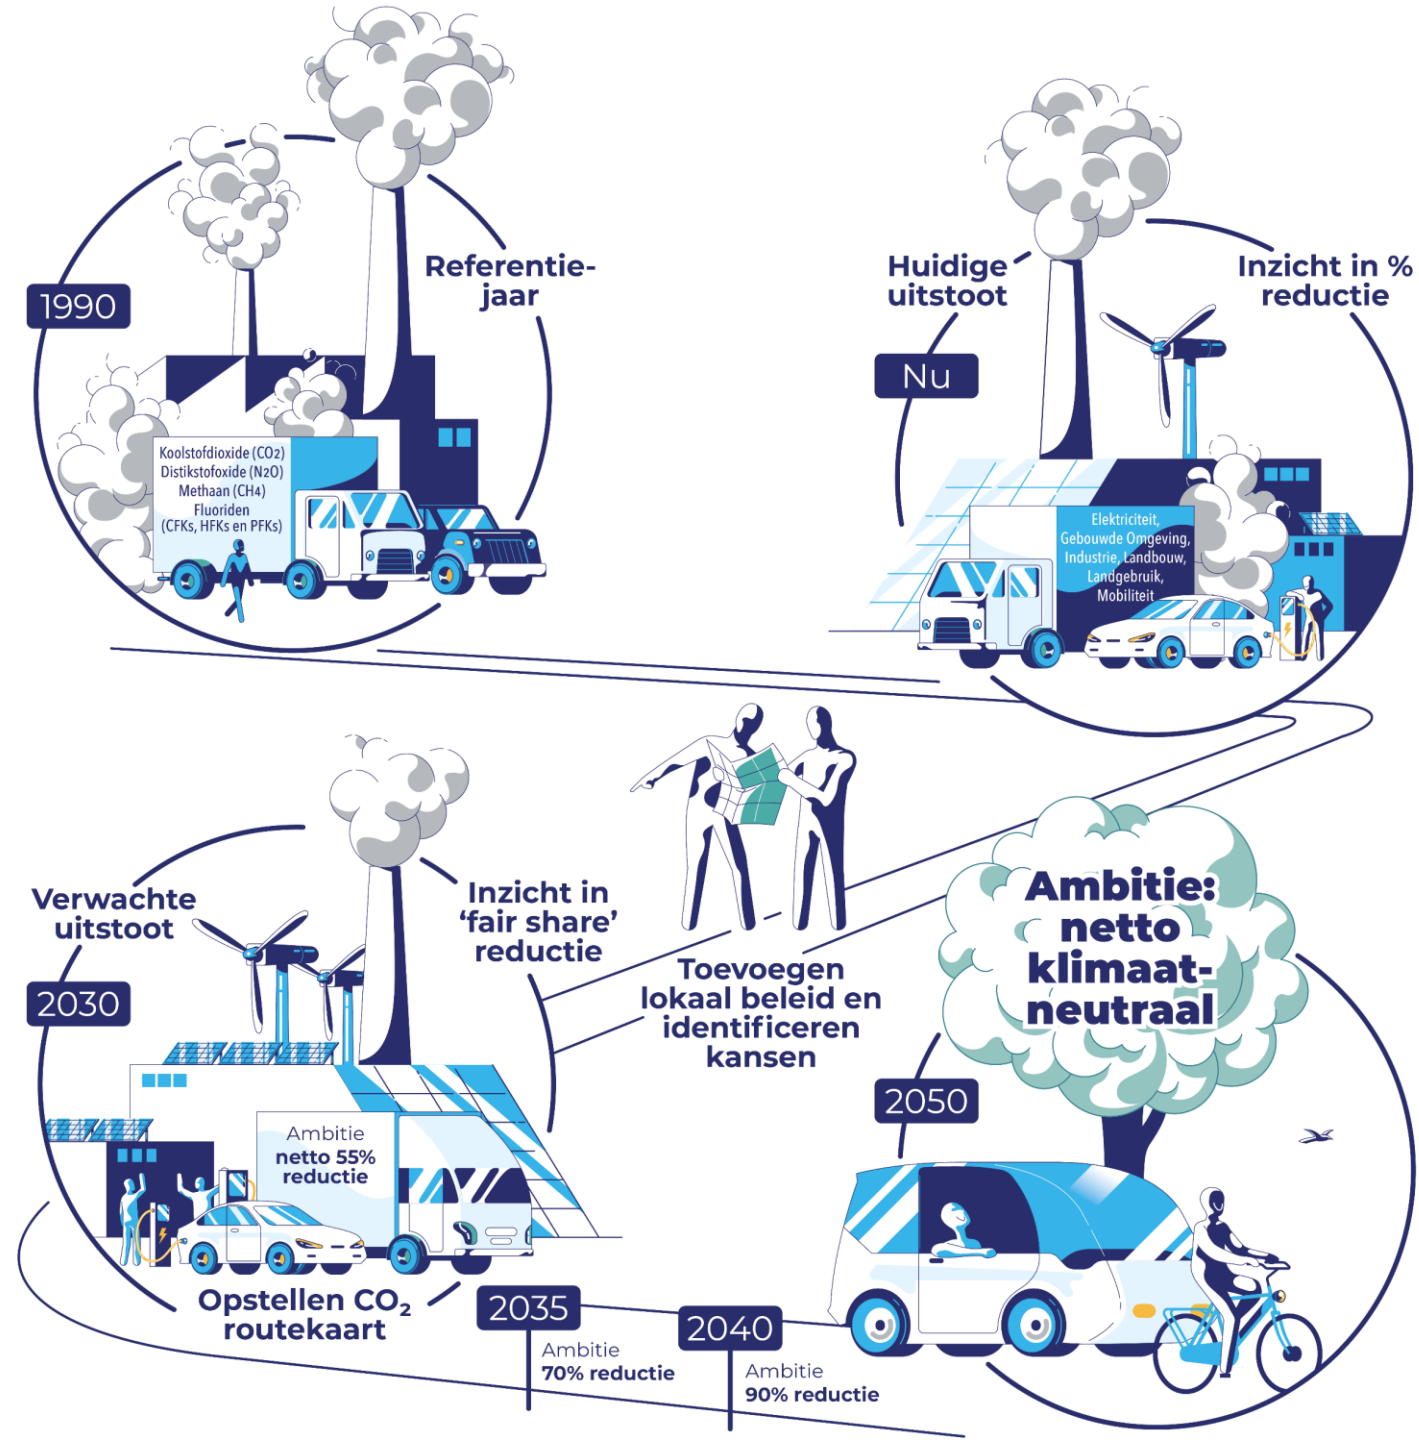 1990
Referentie-
jaar
Koolstofdioxide (CO2)
Distikstofoxide (N2O)
Methaan (CH4)
Fluoriden
(CFKs, HFKs en PFKs)
Huidige
uitstoot
Nu
Inzicht in %
reductie
Elektriciteit,
Gebouwde Omgeving,
Industrie, Landbouw,
Landgebruik,
Mobiliteit
Verwachte
uitstoot
2030
Inzicht in
‘fair share’
reductie
Ambitie
netto 55%
reductie
Opstellen CO₂
routekaart
Toevoegen
lokaal beleid en
identificeren
kansen
2035
Ambitie
70% reductie
2040
Ambitie
90% reductie
2050
Ambitie:
netto
klimaat-
neutraal